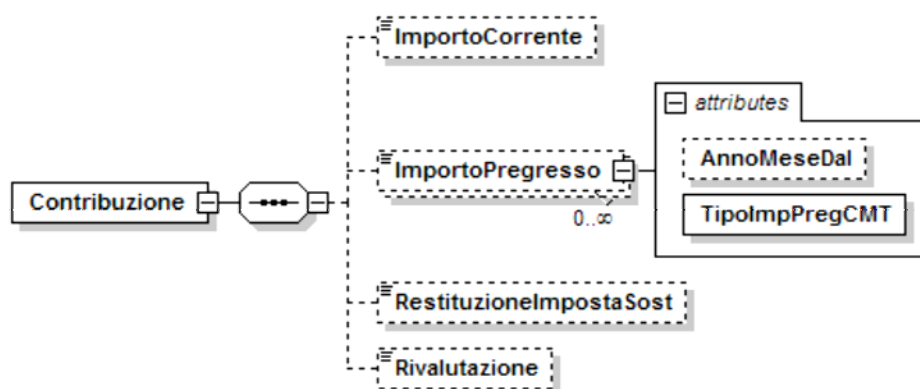 ImportoCorrente
attributes
AnnoMeseDal
ImportoPregresso
Contribuzione
TipoImpPregCMT
0..∞
RestituzioneImpostaSost
Rivalutazione